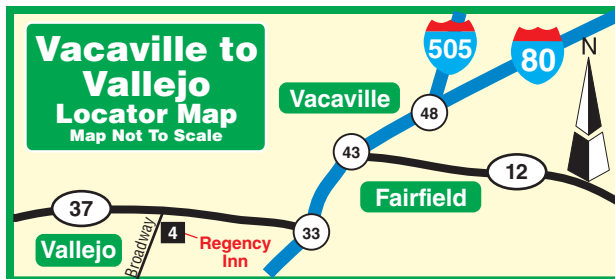 Vacaville to
Vallejo
Locator Map
Map Not To Scale
505
80
N
Vacaville
48
43
12
Fairfield
37
33
4
Regency
Inn
Vallejo
Broadway